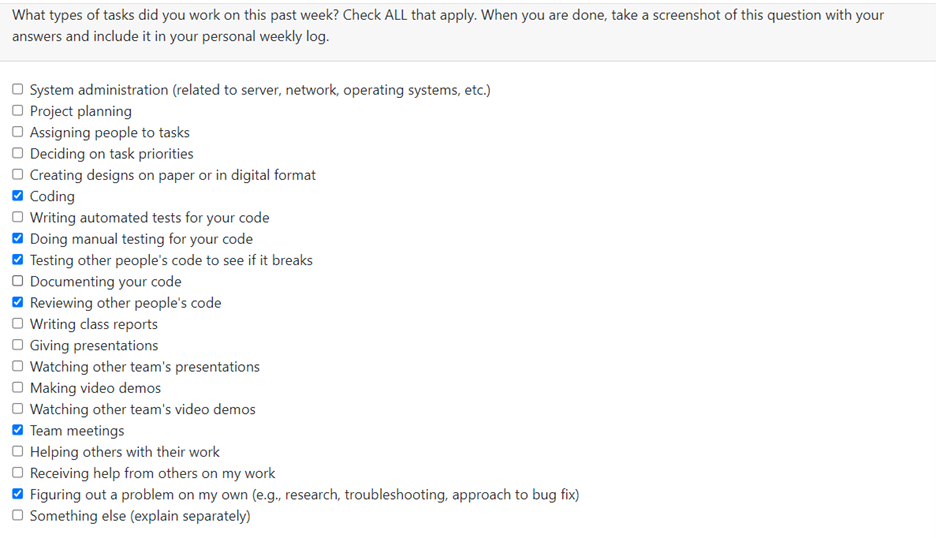 What types of tasks did you work on this past week? Check ALL that apply. When you are done, take a screenshot of this question with your
answers and include it in your personal weekly log.
System administration (related to server, network, operating systems, etc.)
Project planning
Assigning people to tasks
Deciding on task priorities
Creating designs on paper or in digital format
Coding
Writing automated tests for your code
Doing manual testing for your code
Testing other people's code to see if it breaks
Documenting your code
Reviewing other people's code
Writing class reports
Giving presentations
Watching other team's presentations
Making video demos
Watching other team's video demos
Team meetings
Helping others with their work
Receiving help from others on my work
Figuring out a problem on my own (e.g., research, troubleshooting, approach to bug fix)
Something else (explain separately)